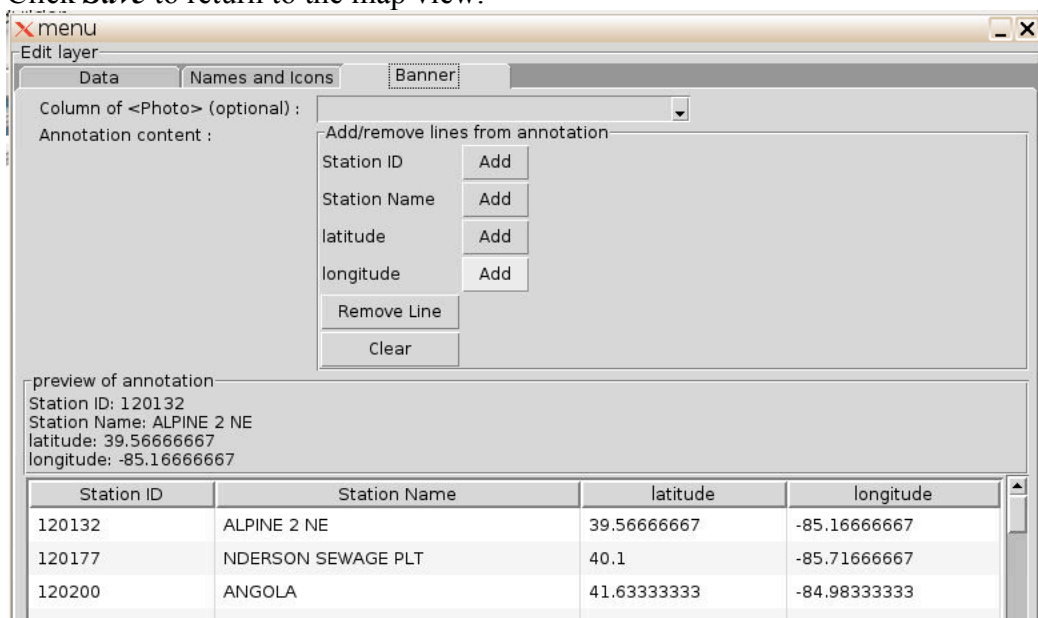 Click Save to return to the map view.
menu
Edit layer
Data Names and Icons Banner
Column of <Photo> (optional) :
Annotation content :
Add/remove lines from annotation
Station ID Add
Station Name Add
latitude Add
longitude Add
Remove Line
Clear
preview of annotation
Station ID: 120132
Station Name: ALPINE 2 NE
latitude: 39.56666667
longitude: -85.16666667
Station ID Station Name latitude longitude
120132 ALPINE 2 NE 39.56666667 -85.16666667
120177 NDERSON SEWAGE PLT 40.1 -85.71666667
120200 ANGOLA 41.63333333 -84.98333333